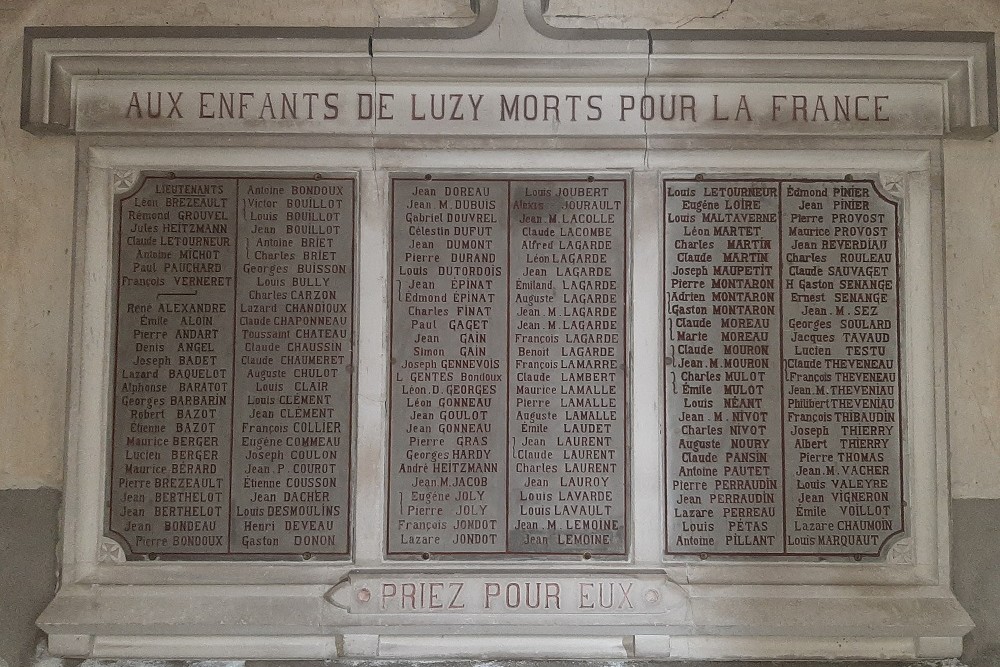 AUX ENFANTS DE LUZY MORTS POUR LA FRANCE
LIEUTENANTS
Léon BREZEAULT
Rémond GROUVEL
Jules HEITZMANN
Claude LETOURNEUR
Antoine MICHOT
Paul PAUCHARD
François VERNERET
René ALEXANDRE
Émile ALOIN
Pierre ANDART
Denis ANGEL
Joseph BADET
Lazard BAQUELOT
Alphonse BARATOT
Georges BARBARIN
Robert BAZOT
Étienne BAZOT
Maurice BERGER
Lucien BERGER
Maurice BÉRARD
Pierre BREZEAULT
Jean BERTHELOT
Jean BERTHELOT
Jean BONDEAU
Pierre BONDOUX
Antoine BONDOUX
Victor BOUILLOT
Louis BOUILLOT
Jean BOUILLOT
Antoine BRIET
Charles BRIET
Georges BUISSON
Louis BULLY
Charles CARZON
Lazard CHANDIOUX
Claude CHAPONNEAU
Toussaint CHATEAU
Claude CHAUSSIN
Claude CHAUMERET
Auguste CHULOT
Louis CLAIR
Louis CLÉMENT
Jean CLÉMENT
François COLLIER
Eugène COMMEAU
Joseph COULON
Jean P. COUROT
Étienne COUSSON
Jean DACHER
Louis DESMOULINS
Henri DEVEAU
Gaston DONON
Jean DOREAU
Jean M. DUBUIS
Gabriel DOUVREL
Célestin DUFUT
Jean DUMONT
Pierre DURAND
Louis DUTORDOIS
Jean ÉPINAT
Edmond ÉPINAT
Charles FINAT
Paul GAGET
Jean GAIN
Simon GAIN
Joseph GENNEVOIS
L GENTES Bondoux
Léon. D. GEORGES
Léon GONNEAU
Jean GOULOT
Jean GONNEAU
Pierre GRAS
Georges HARDY
André HEITZMANN
Jean M. JACOB
Eugène JOLY
Pierre JOLY
François JONDOT
Lazare JONDOT
Louis JOUBERT
Alexis JOURAULT
Jean M. LACOLLE
Claude LACOMBE
Alfred LAGARDE
Léon LAGARDE
Jean LAGARDE
Émiland LAGARDE
Auguste LAGARDE
Jean M. LAGARDE
Jean M. LAGARDE
François LAGARDE
Benoit LAGARDE
François LAMARRE
Claude LAMBERT
Maurice LAMALLE
Pierre LAMALLE
Auguste LAMALLE
Émile LAUDET
Jean LAURENT
Claude LAURENT
Charles LAURENT
Jean LAUROY
Louis LAVARDE
Louis LAVAULT
Jean. M. LEMOINE
Jean LEMOINE
Louis LETOURNEUR
Eugène LOIRE
Louis MALTAVERNE
Léon MARTET
Charles MARTIN
Claude MARTIN
Joseph MAUPETIT
Pierre MONTARON
Adrien MONTARON
Gaston MONTARON
Claude MOREAU
Marie MOREAU
Claude MOURON
Jean. M. MOURON
Charles MULOT
Émile MULOT
Louis NÉANT
Jean. M. NIVOT
Charles NIVOT
Auguste NOURY
Claude PANSIN
Antoine PAUTET
Pierre PERRAUDIN
Jean PERRAUDIN
Lazare PERREAU
Louis PÉTAS
Antoine PILLANT
Édmond PINIER
Jean PINIER
Pierre PROVOST
Maurice PROVOST
Jean REVERDIAU
Charles ROULEAU
Claude SAUVAGET
H Gaston SENANGE
Ernest SENANGE
Jean. M. SEZ
Georges SOULARD
Jacques TAVAUD
Lucien TESTU
Claude THEVENEAU
François THEVENEAU
Jean M. THEVENIAU
Philibert THEVENIAU
François THIBAUDIN
Joseph THIERRY
Albert THIERRY
Pierre THOMAS
Jean. M. VACHER
Louis VALEYRE
Jean VIGNERON
Émile VOILLOT
Lazare CHAUMOIN
Louis MARQUAUT
PRIEZ POUR EUX